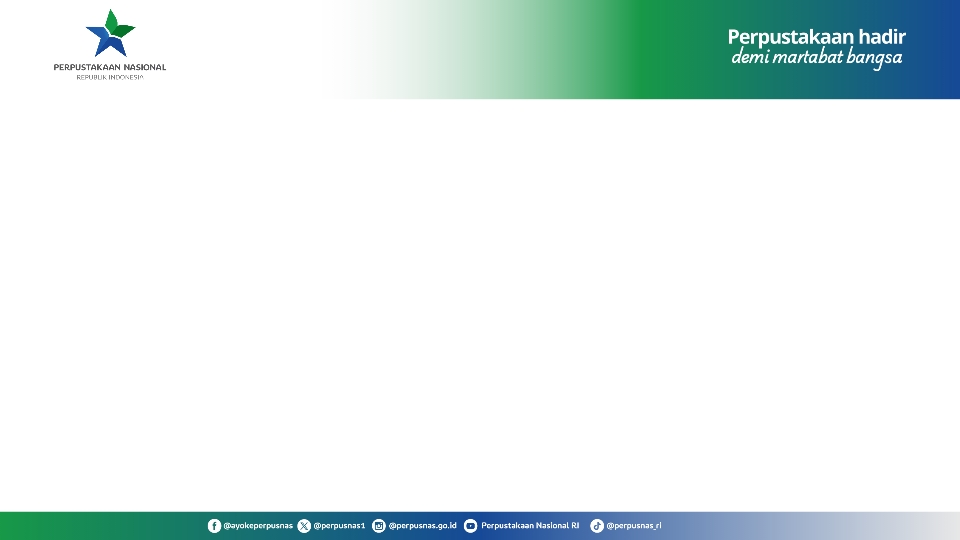 PERPUSTAKAAN NASIONAL
REPUBLIK INDONESIA
Perpustakaan hadir
demi martabat bangsa
@ayokeperpusnas @perpusnas1 @perpusnas.go.id Perpustakaan Nasional RI @perpusnas_ri